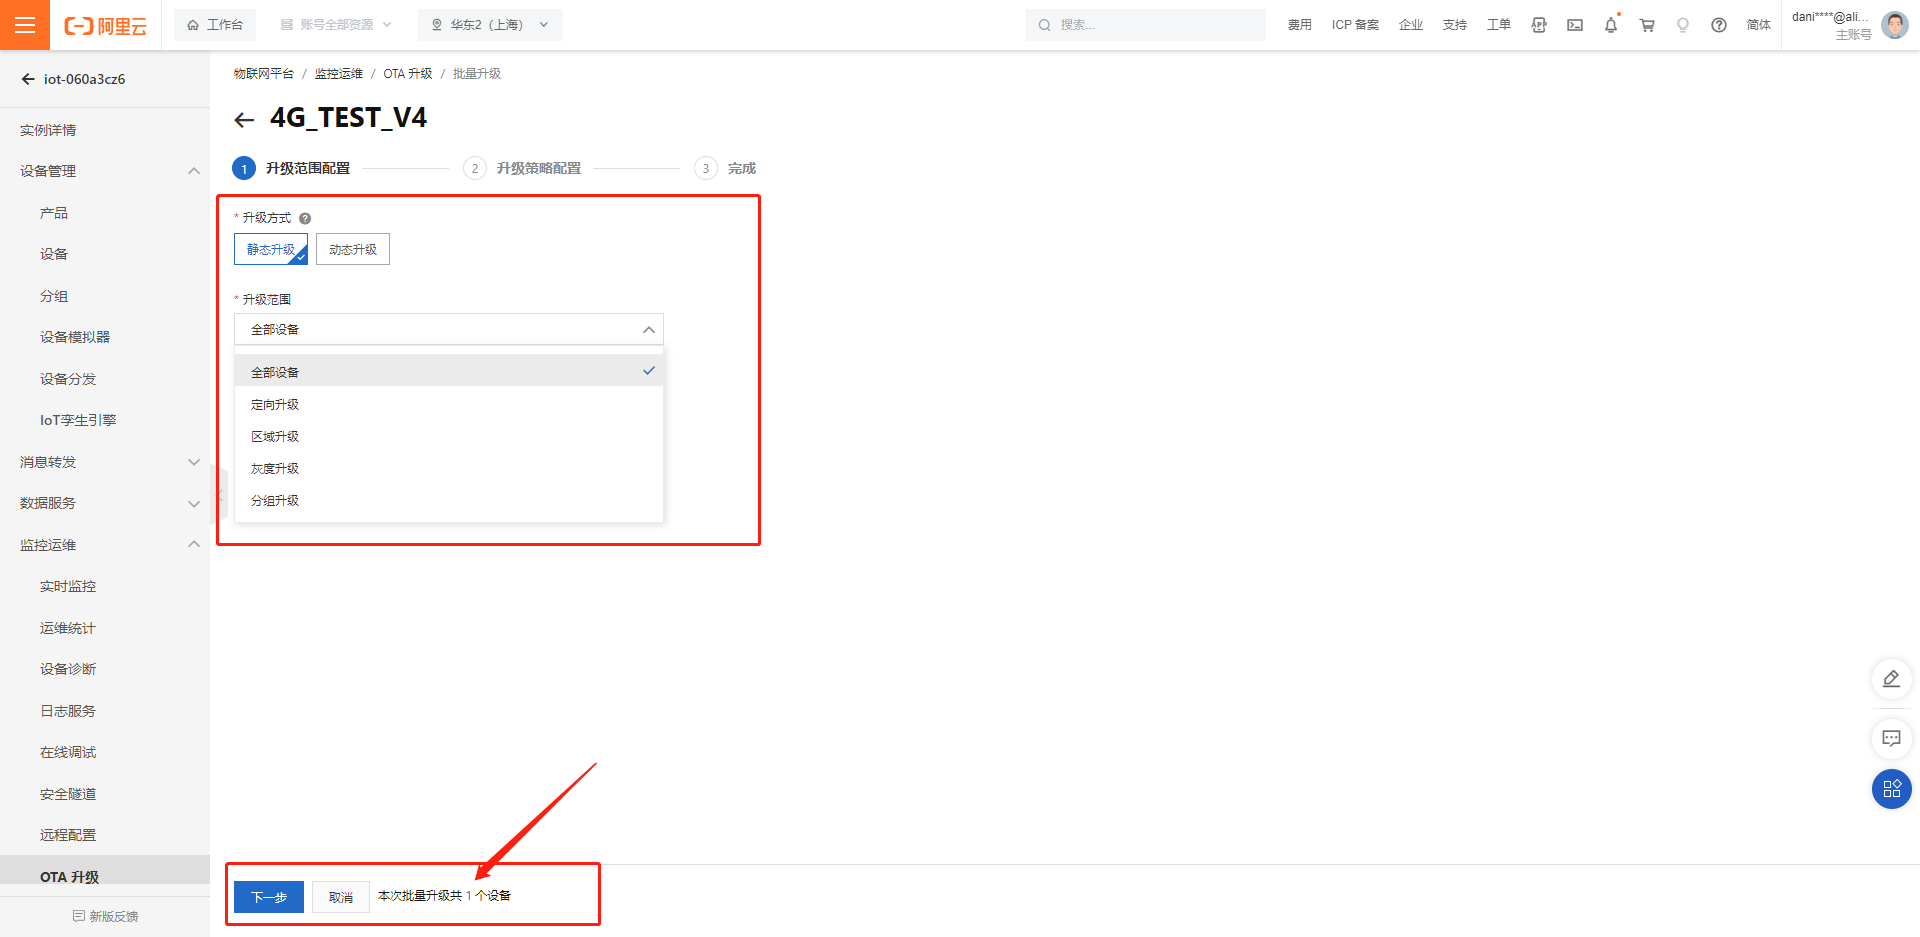 阿里云
工作台
账号全部资源
华东2（上海）
搜索...
费用
ICP 备案
企业
支持
工单
简体
dani****@ali...
主账号
iot-060a3cz6
实例详情
设备管理
产品
设备
分组
设备模拟器
设备分发
IoT孪生引擎
消息转发
数据服务
监控运维
实时监控
运维统计
设备诊断
日志服务
在线调试
安全隧道
远程配置
OTA 升级
新版反馈
物联网平台 / 监控运维 / OTA 升级 / 批量升级
4G_TEST_V4
1 升级范围配置
2 升级策略配置
3 完成
* 升级方式 ?
静态升级
动态升级
* 升级范围
全部设备
全部设备
定向升级
区域升级
灰度升级
分组升级
下一步
取消
本次批量升级共 1 个设备